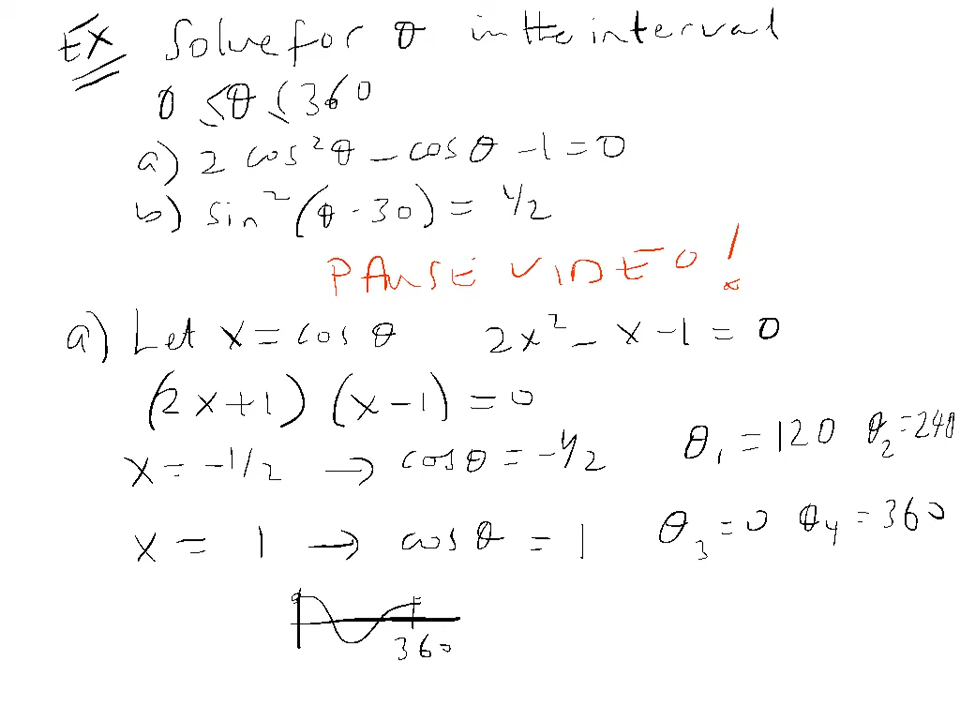 Ex Solve for θ in the interval
0 ≤ θ ≤ 360
a) 2 cos²θ - cos θ - 1 = 0
b) sin²(θ - 30) = 1/2
PAUSE VIDEO!
a) Let x = cos θ 2x² - x - 1 = 0
(2x+1) (x-1) = 0
x = -1/2 → cos θ = -1/2 θ₁ = 120 θ₂ = 240
x = 1 → cos θ = 1 θ₃ = 0 θ₄ = 360
360